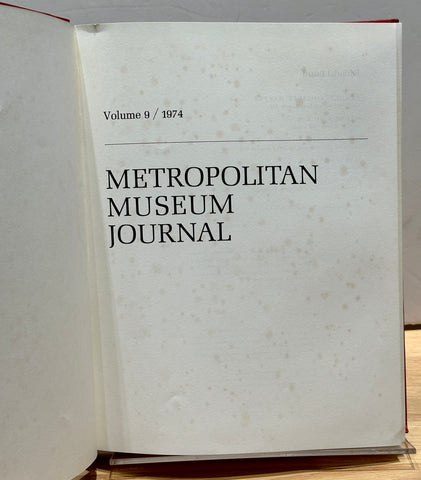 Volume 9 / 1974
METROPOLITAN
MUSEUM
JOURNAL